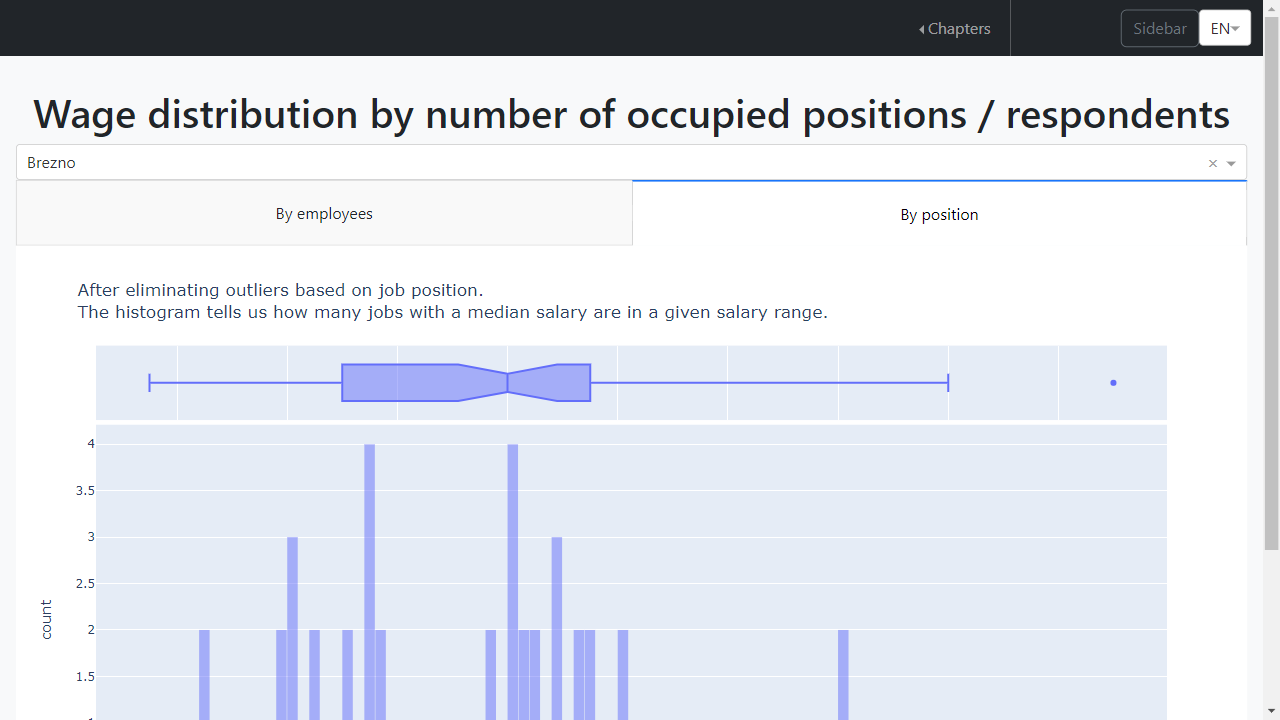 Chapters
Sidebar
EN
Wage distribution by number of occupied positions / respondents
Brezno
×
By employees
By position
After eliminating outliers based on job position.
The histogram tells us how many jobs with a median salary are in a given salary range.
4
3.5
3
2.5
2
1.5
count